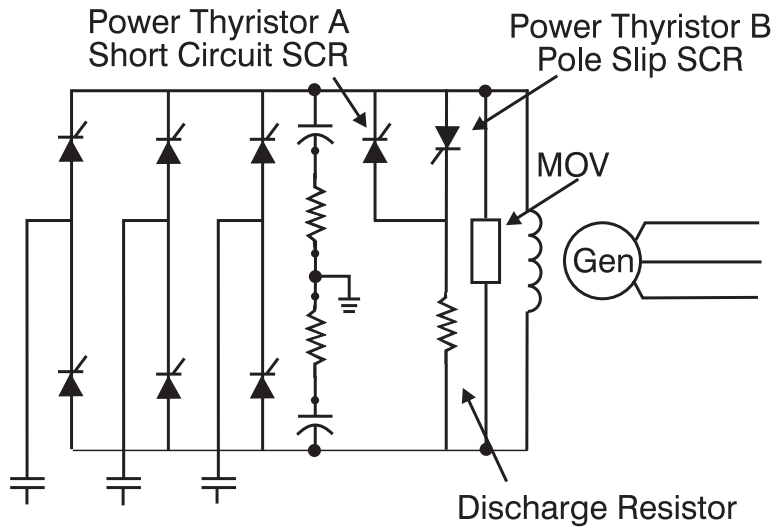 Power Thyristor A
Short Circuit SCR
Power Thyristor B
Pole Slip SCR
MOV
Gen
Discharge Resistor